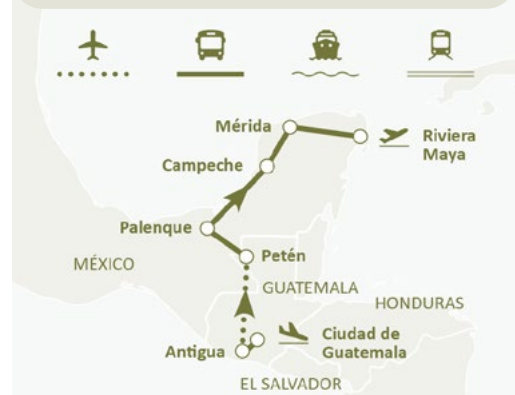 Mérida
Riviera
Maya
Campeche
Palenque
Petén
MÉXICO
GUATEMALA
HONDURAS
Ciudad de
Guatemala
Antigua
EL SALVADOR